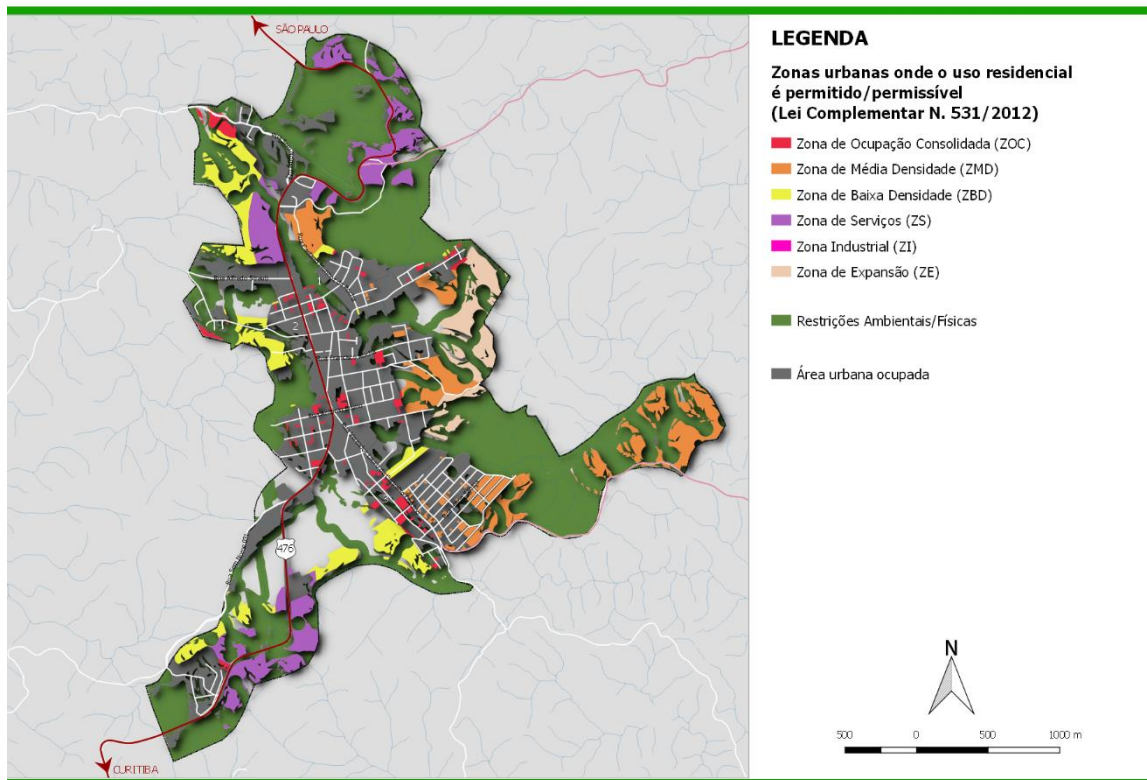 SÃO PAULO
LEGENDA
Zonas urbanas onde o uso residencial
é permitido/permissível
(Lei Complementar N. 531/2012)
Zona de Ocupação Consolidada (ZOC)
Zona de Média Densidade (ZMD)
Zona de Baixa Densidade (ZBD)
Zona de Serviços (ZS)
Zona Industrial (ZI)
Zona de Expansão (ZE)
Restrições Ambientais/Físicas
Área urbana ocupada
1
2
476
CURITIBA
N
500 0 500 1000 m